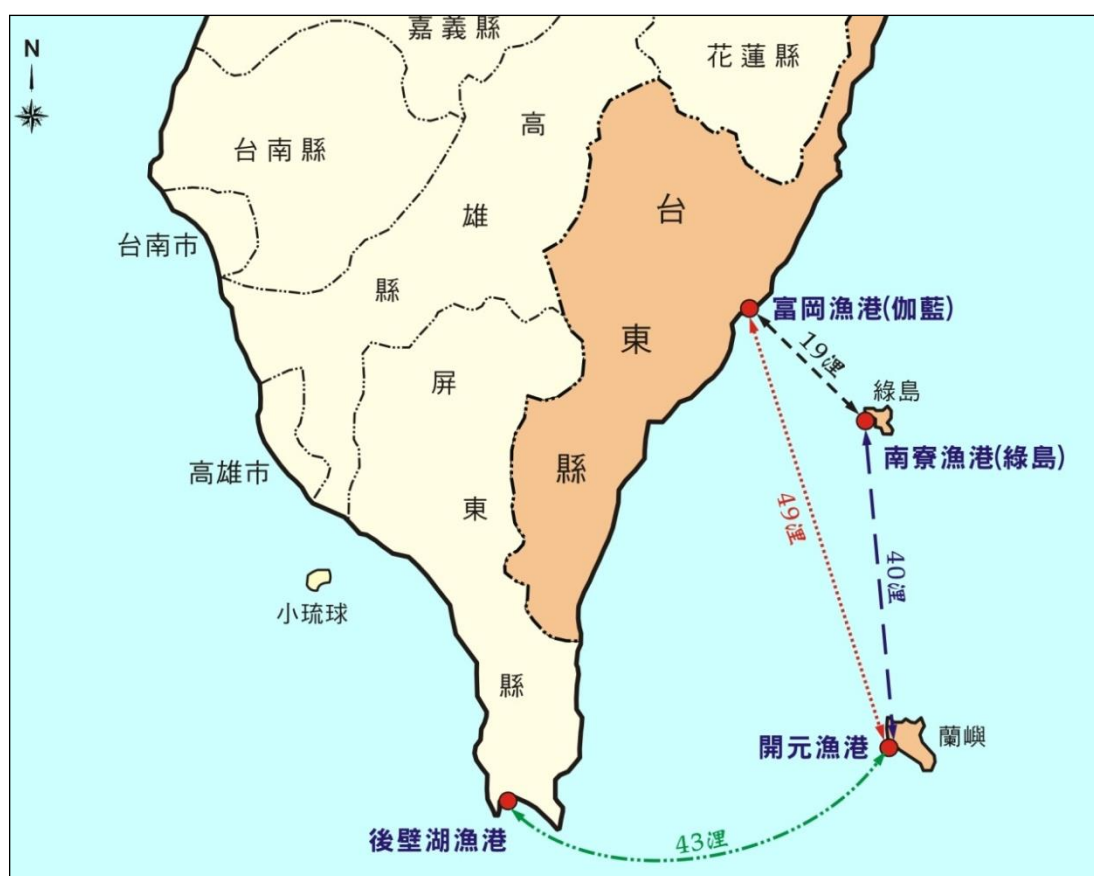 嘉義縣
花蓮縣
N
高
台南縣
台
雄
台南市
縣
富岡漁港(伽藍)
東
19浬
屏
綠島
南寮漁港(綠島)
縣
高雄市
東
49浬
40浬
小琉球
縣
開元漁港
蘭嶼
後壁湖漁港
43浬